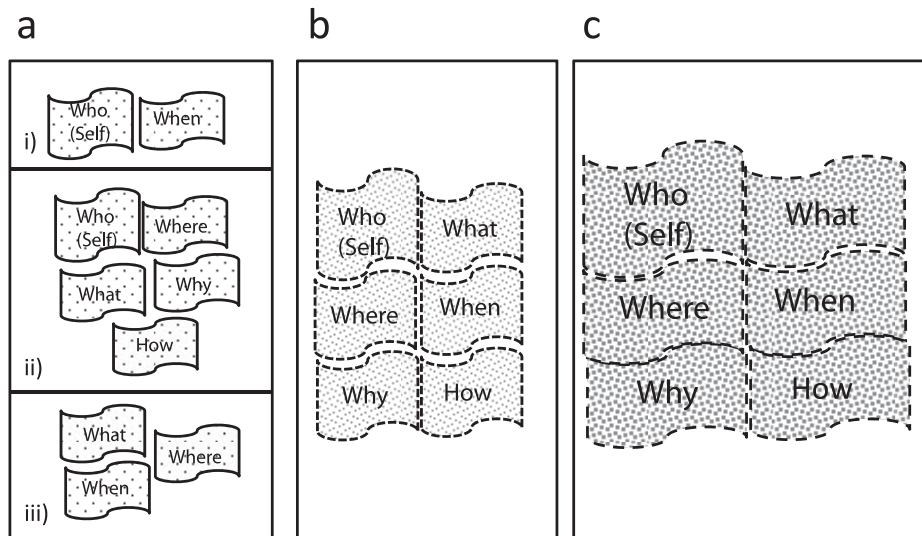 a
b
c
Who
(Self)
When
i)
Who
(Self)
Where
What
Why
How
ii)
What
Where
When
iii)
Who
(Self)
What
Where
When
Why
How
Who
(Self)
What
Where
When
Why
How